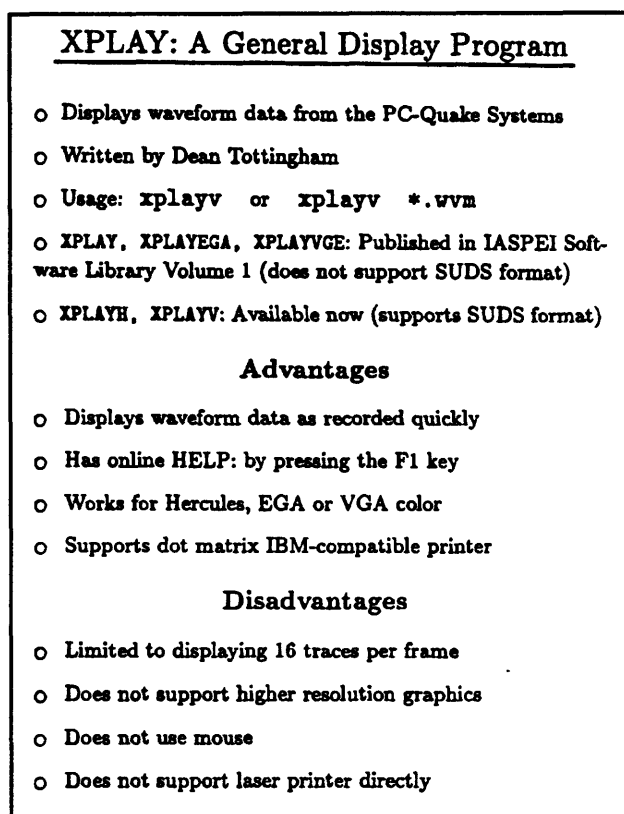 XPLAY: A General Display Program
o Displays waveform data from the PC-Quake Systems
o Written by Dean Tottingham
o Usage: xplayv or xplayv *.wvm
o XPLAY, XPLAYEGA, XPLAYVGE: Published in IASPEI Soft-
ware Library Volume 1 (does not support SUDS format)
o XPLAYH, XPLAYV: Available now (supports SUDS format)
Advantages
o Displays waveform data as recorded quickly
o Has online HELP: by pressing the F1 key
o Works for Hercules, EGA or VGA color
o Supports dot matrix IBM-compatible printer
Disadvantages
o Limited to displaying 16 traces per frame
o Does not support higher resolution graphics
o Does not use mouse
o Does not support laser printer directly